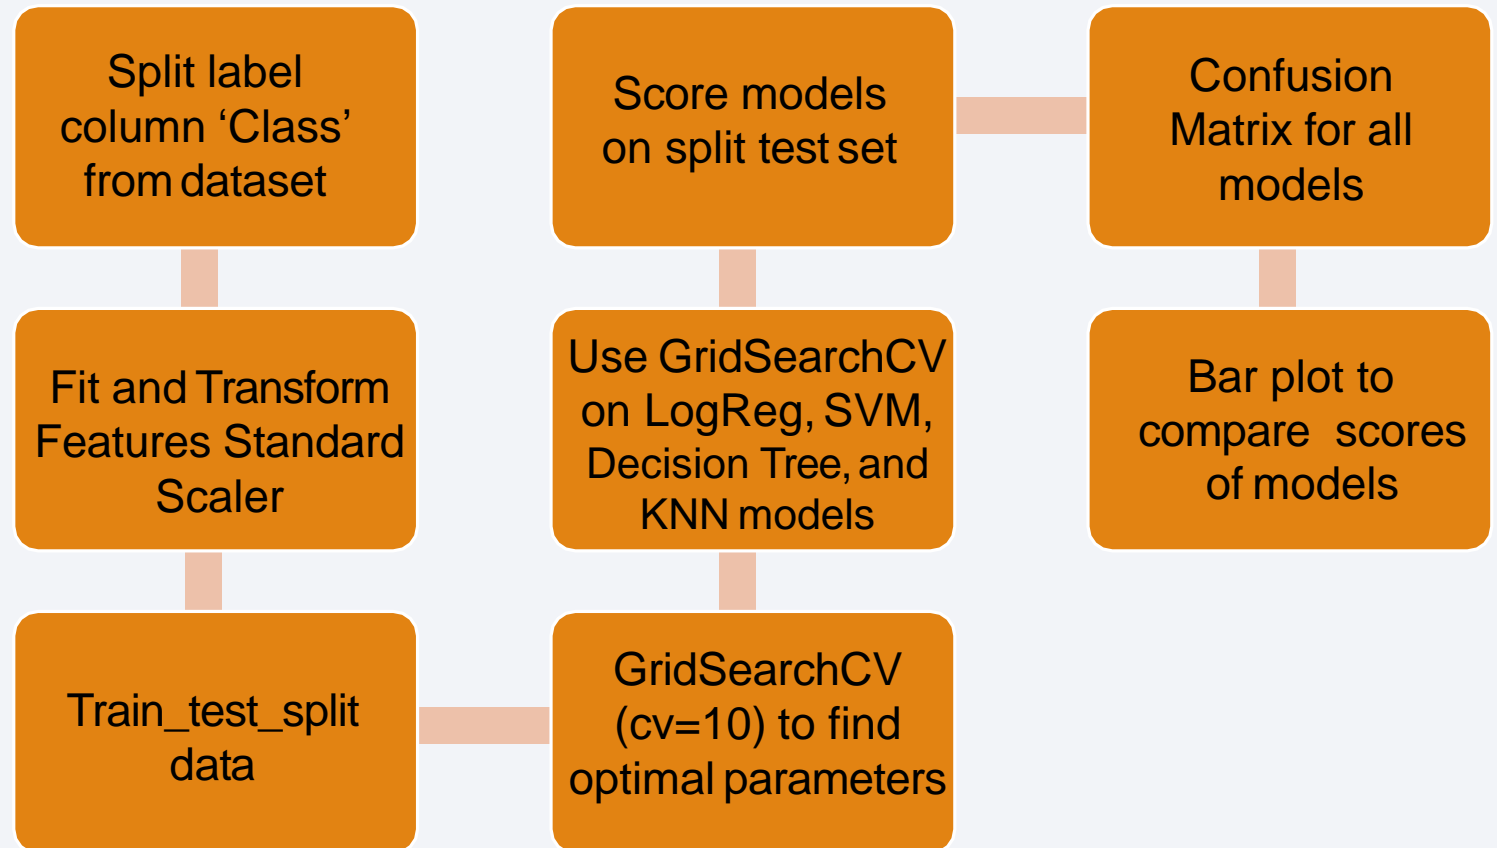 Split label
column ‘Class’
from dataset
Fit and Transform
Features Standard
Scaler
Train_test_split
data
GridSearchCV
(cv=10) to find
optimal parameters
Use GridSearchCV
on LogReg, SVM,
Decision Tree, and
KNN models
Score models
on split test set
Confusion
Matrix for all
models
Bar plot to
compare scores
of models